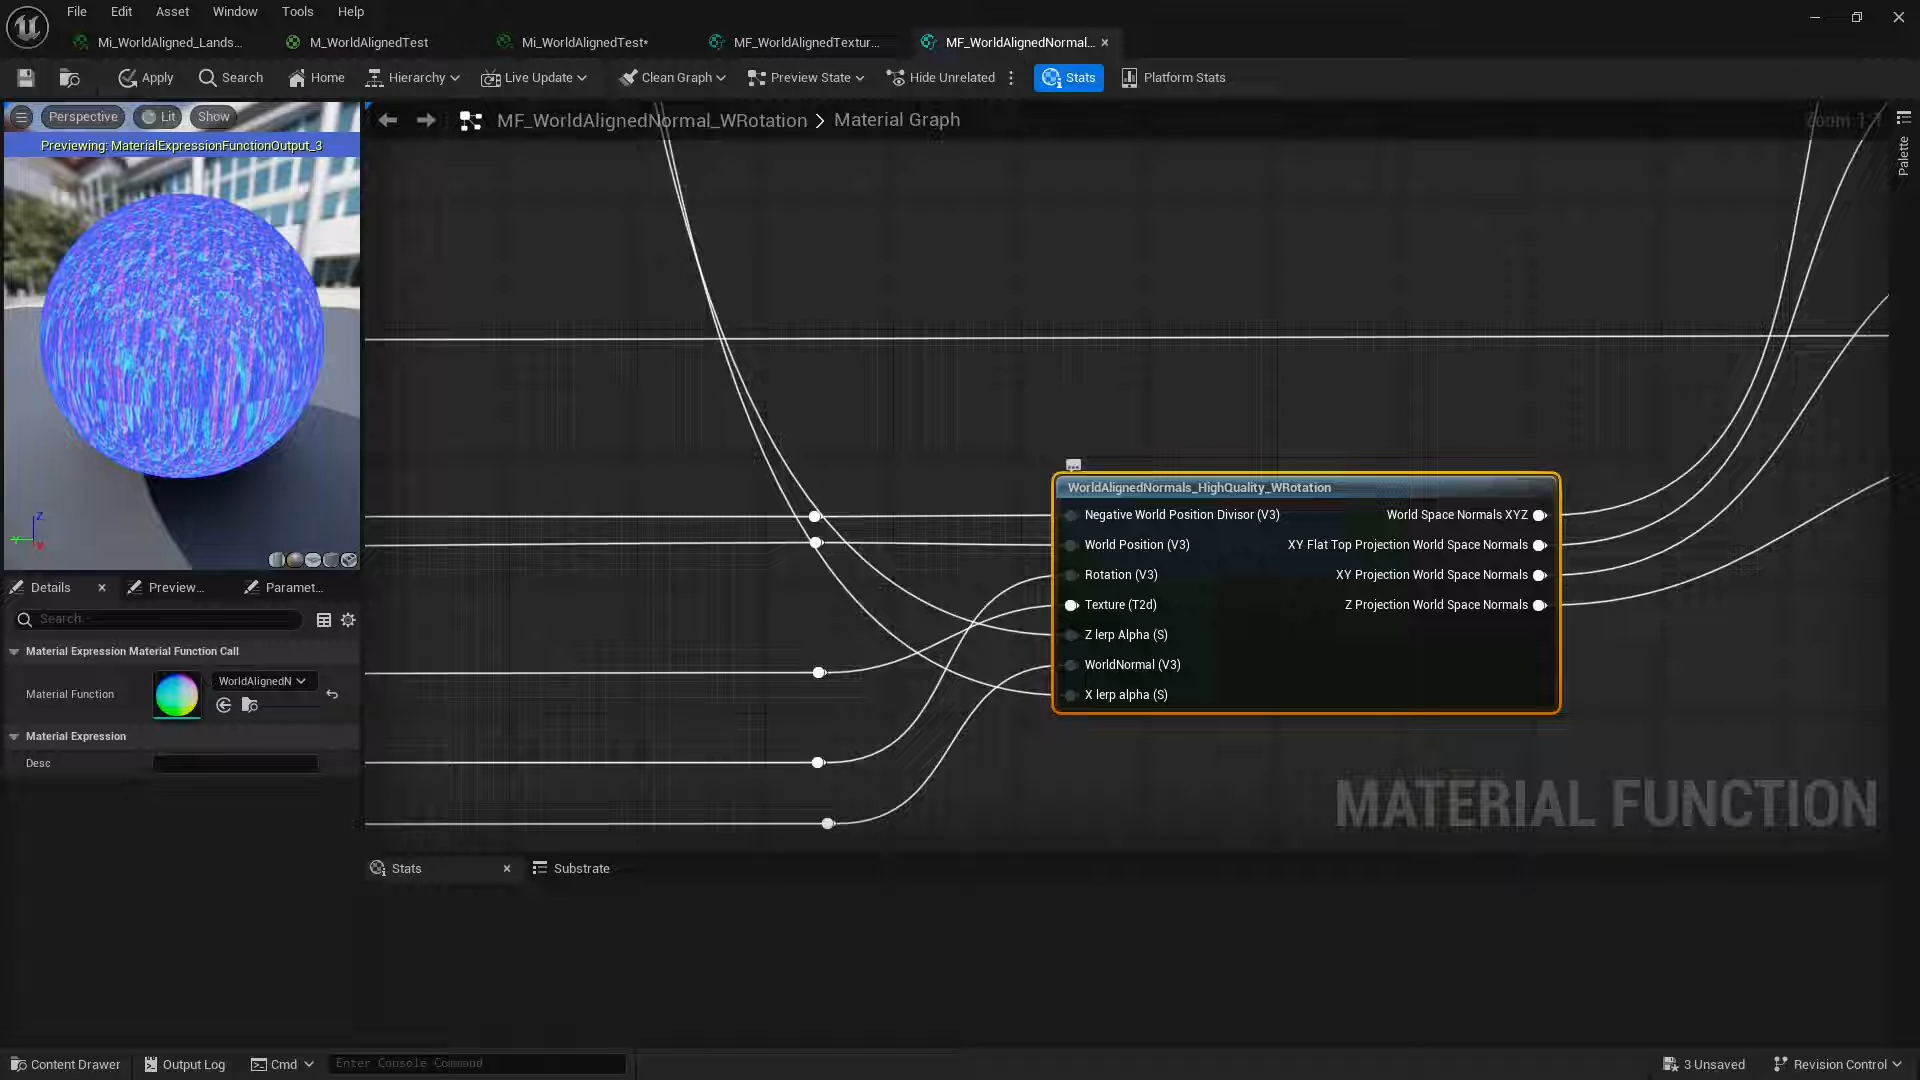 File Edit Asset Window Tools Help
Mi_WorldAligned_Lands...
M_WorldAlignedTest
Mi_WorldAlignedTest*
MF_WorldAlignedTextur...
MF_WorldAlignedNormal...
Apply Search Home Hierarchy Live Update Clean Graph Preview State Hide Unrelated Stats Platform Stats
Perspective Lit Show
Previewing: MaterialExpressionFunctionOutput_3
MF_WorldAlignedNormal_WRotation > Material Graph
Zoom 1:1
Palette
WorldAlignedNormals_HighQuality_WRotation
Negative World Position Divisor (V3) World Space Normals XYZ
World Position (V3) XY Flat Top Projection World Space Normals
Rotation (V3) XY Projection World Space Normals
Texture (T2d) Z Projection World Space Normals
Z lerp Alpha (S)
WorldNormal (V3)
X lerp alpha (S)
MATERIAL FUNCTION
Z
Details Preview... Paramet...
Search
Material Expression Material Function Call
Material Function WorldAlignedN
Material Expression
Desc
Stats Substrate
Content Drawer Output Log Cmd Enter Console Command 3 Unsaved Revision Control